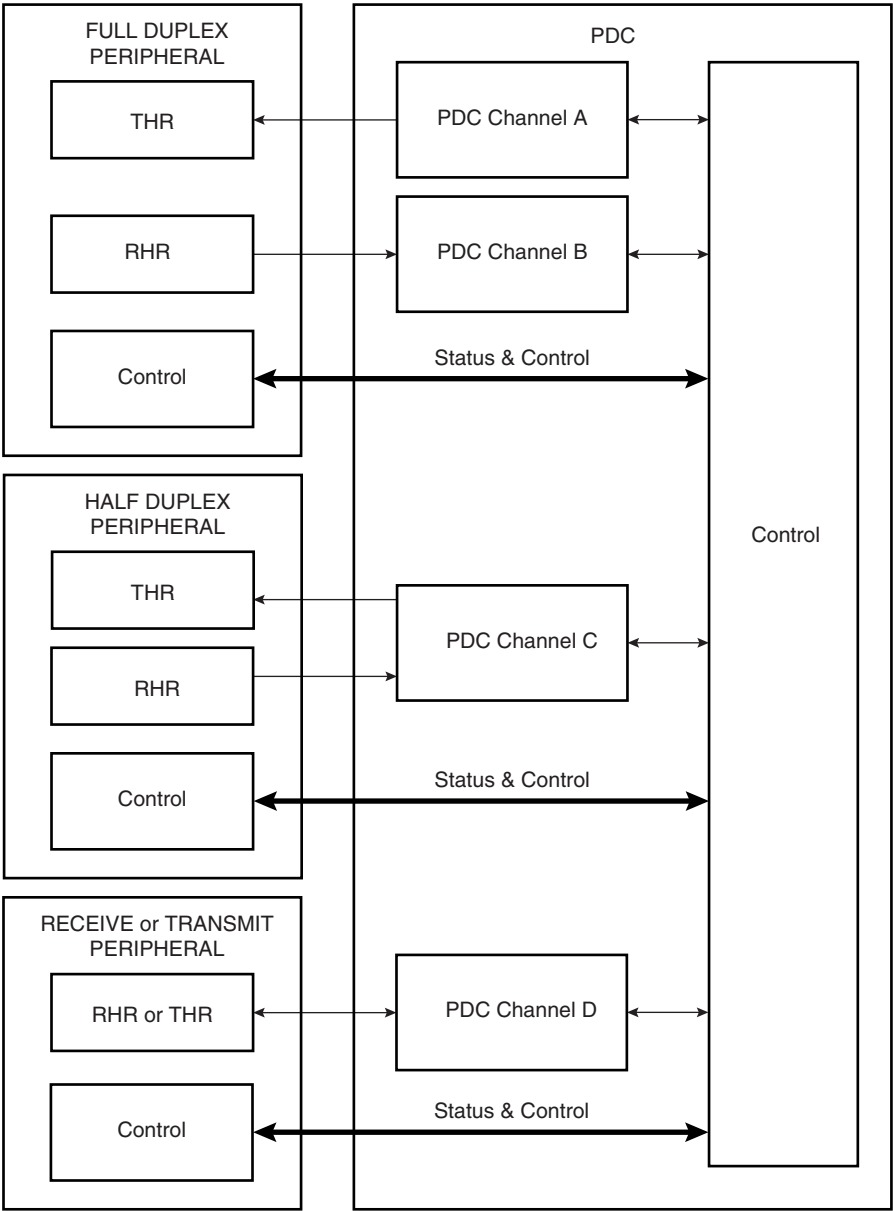 FULL DUPLEX
PERIPHERAL
THR
RHR
Control
PDC
PDC Channel A
PDC Channel B
Status & Control
HALF DUPLEX
PERIPHERAL
THR
RHR
Control
PDC Channel C
Status & Control
Control
RECEIVE or TRANSMIT
PERIPHERAL
RHR or THR
Control
PDC Channel D
Status & Control